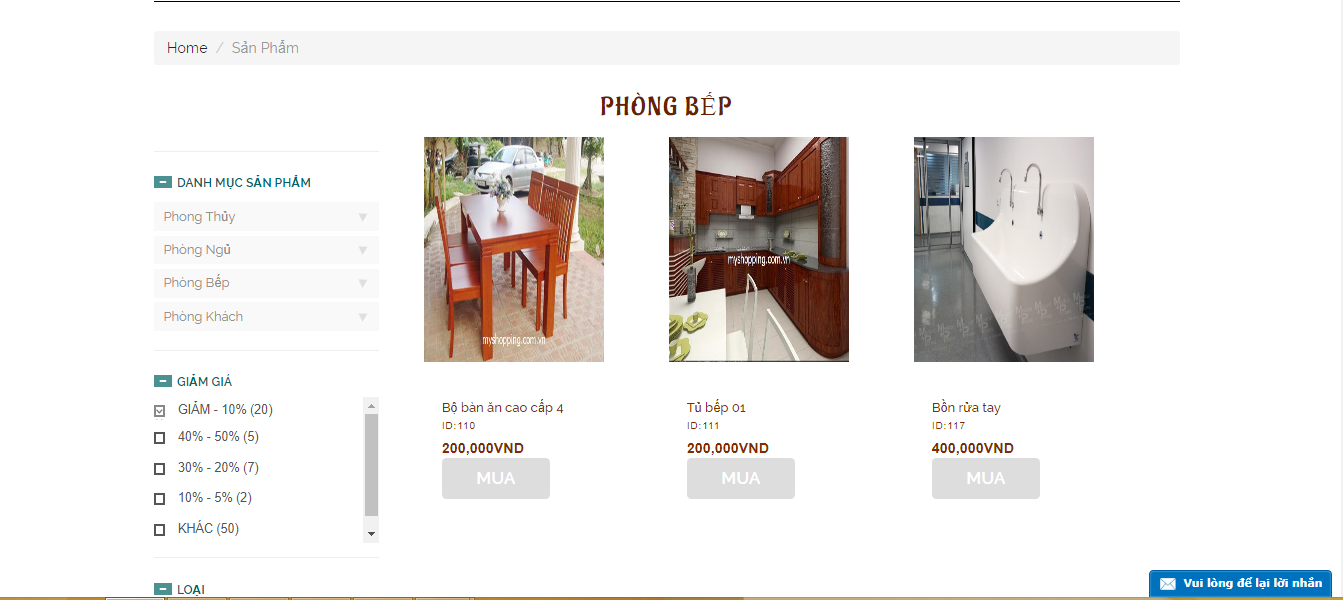 Home / Sản Phẩm
PHÒNG BẾP
DANH MỤC SẢN PHẨM
Phong Thủy
Phòng Ngủ
Phòng Bếp
Phòng Khách
GIẢM GIÁ
GIẢM - 10% (20)
40% - 50% (5)
30% - 20% (7)
10% - 5% (2)
KHÁC (50)
LOẠI
myshopping.com.vn
Bộ bàn ăn cao cấp 4
ID:110
200,000VND
MUA
myshopping.com.vn
Tủ bếp 01
ID:111
200,000VND
MUA
Bồn rửa tay
ID:117
400,000VND
MUA
Vui lòng để lại lời nhắn